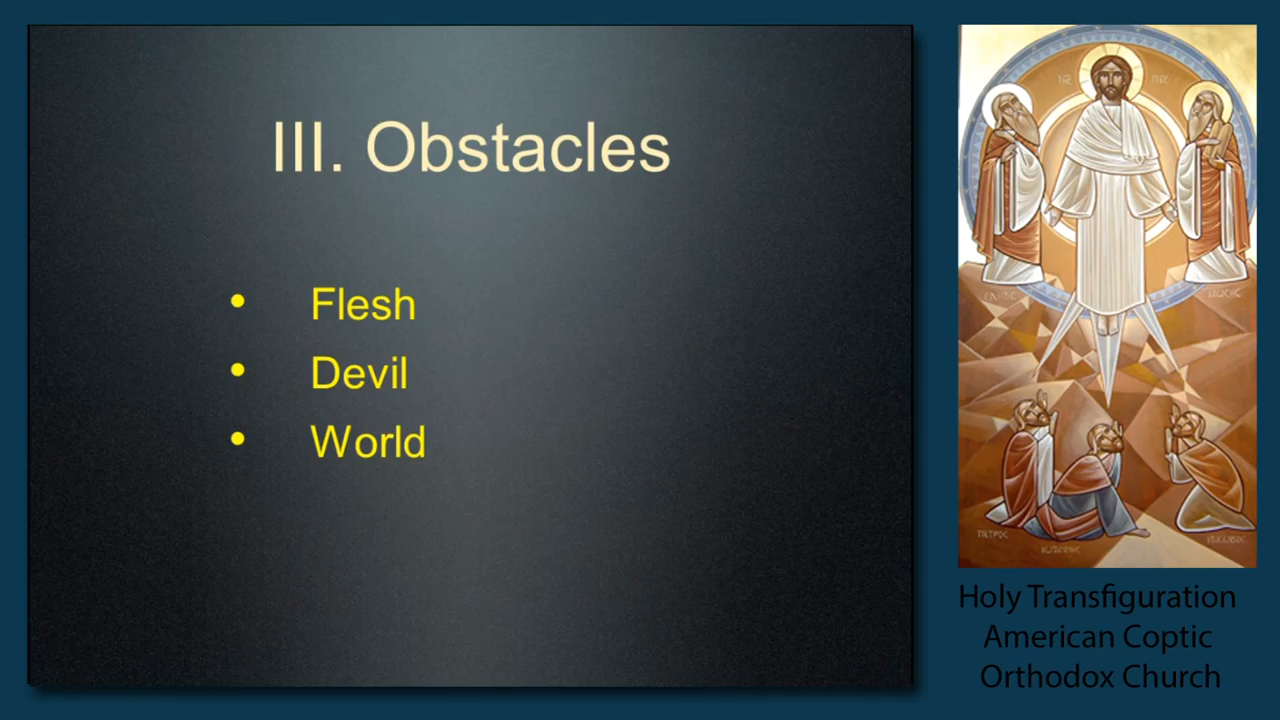 III. Obstacles
• Flesh
• Devil
• World
Holy Transfiguration
American Coptic
Orthodox Church